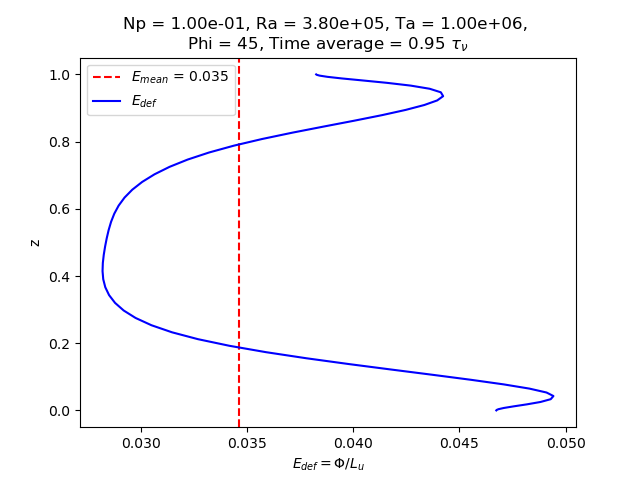 Np = 1.00e-01, Ra = 3.80e+05, Ta = 1.00e+06,
Phi = 45, Time average = 0.95 τ_ν
E_mean = 0.035
E_def
1.0
0.8
0.6
0.4
0.2
0.0
z
0.030 0.035 0.040 0.045 0.050
E_def = Φ/L_u